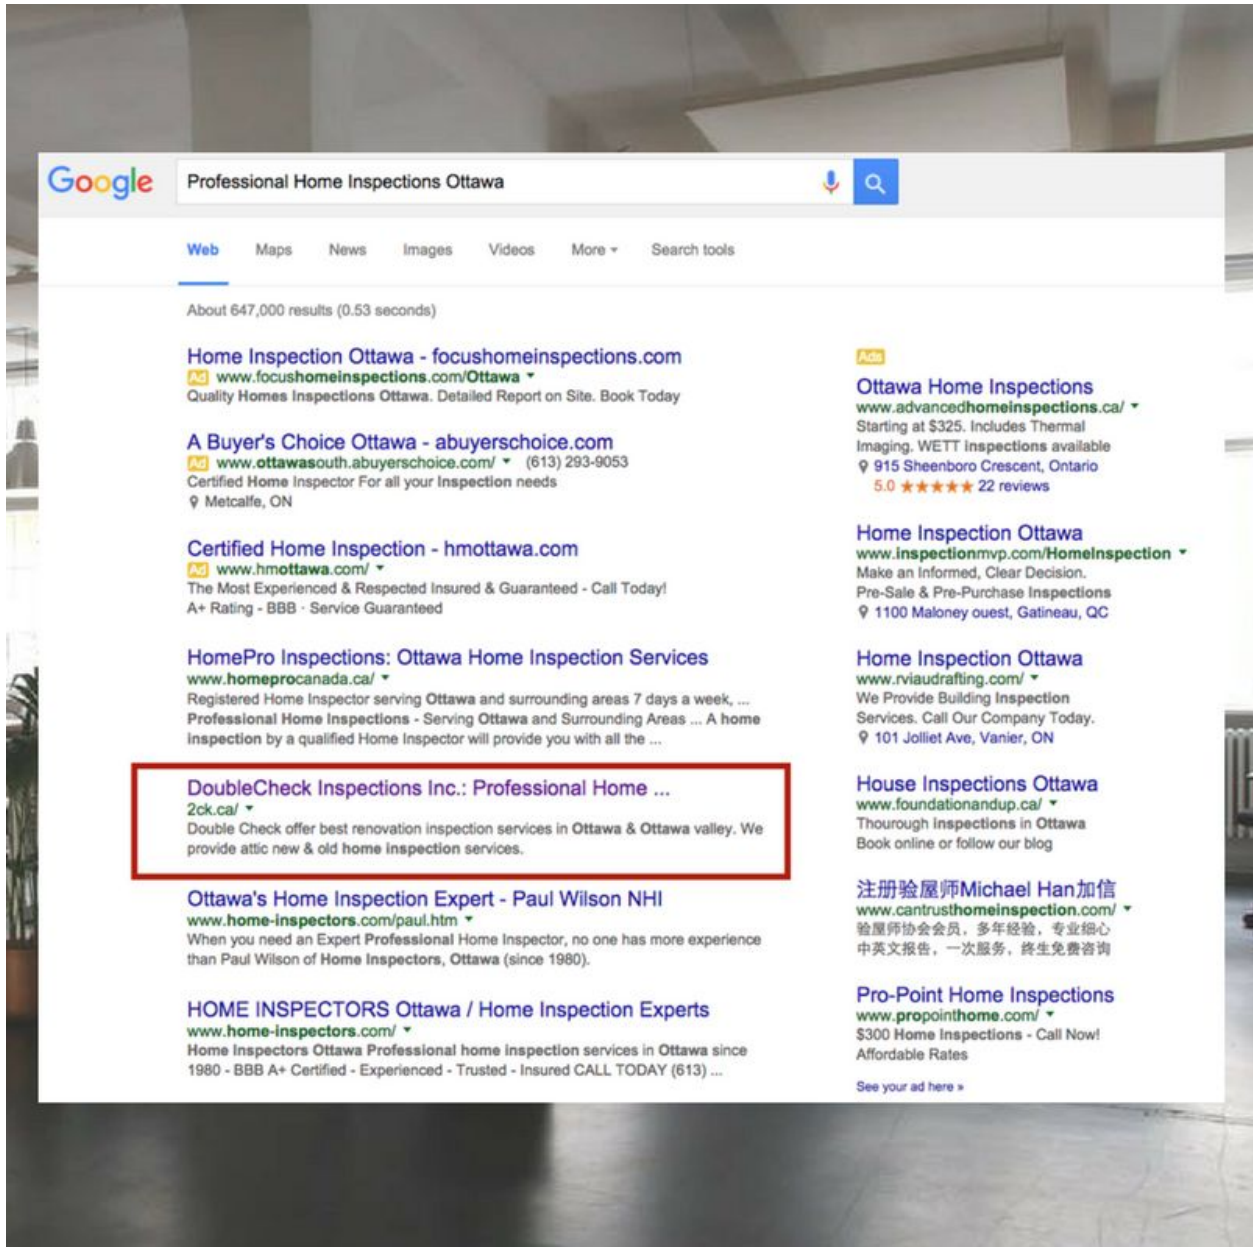 Google
Professional Home Inspections Ottawa
Web Maps News Images Videos More Search tools
About 647,000 results (0.53 seconds)
Home Inspection Ottawa - focushomeinspections.com
Ad www.focushomeinspections.com/Ottawa
Quality Homes Inspections Ottawa. Detailed Report on Site. Book Today
A Buyer's Choice Ottawa - abuyerschoice.com
Ad www.ottawasouth.abuyerschoice.com/ (613) 293-9053
Certified Home Inspector For all your Inspection needs
Metcalfe, ON
Certified Home Inspection - hmottawa.com
Ad www.hmottawa.com/
The Most Experienced & Respected Insured & Guaranteed - Call Today!
A+ Rating - BBB · Service Guaranteed
HomePro Inspections: Ottawa Home Inspection Services
www.homeprocanada.ca/
Registered Home Inspector serving Ottawa and surrounding areas 7 days a week, ...
Professional Home Inspections - Serving Ottawa and Surrounding Areas ... A home
inspection by a qualified Home Inspector will provide you with all the ...
DoubleCheck Inspections Inc.: Professional Home ...
2ck.ca/
Double Check offer best renovation inspection services in Ottawa & Ottawa valley. We
provide attic new & old home inspection services.
Ottawa's Home Inspection Expert - Paul Wilson NHI
www.home-inspectors.com/paul.htm
When you need an Expert Professional Home Inspector, no one has more experience
than Paul Wilson of Home Inspectors, Ottawa (since 1980).
HOME INSPECTORS Ottawa / Home Inspection Experts
www.home-inspectors.com/
Home Inspectors Ottawa Professional home inspection services in Ottawa since
1980 - BBB A+ Certified - Experienced - Trusted - Insured CALL TODAY (613) ...
Ads
Ottawa Home Inspections
www.advancedhomeinspections.ca/
Starting at $325. Includes Thermal
Imaging. WETT Inspections available
915 Sheenboro Crescent, Ontario
5.0 ★★★★★ 22 reviews
Home Inspection Ottawa
www.inspectionmvp.com/HomeInspection
Make an Informed, Clear Decision.
Pre-Sale & Pre-Purchase Inspections
1100 Maloney ouest, Gatineau, QC
Home Inspection Ottawa
www.rviaudrafting.com/
We Provide Building Inspection
Services. Call Our Company Today.
101 Jolliet Ave, Vanier, ON
House Inspections Ottawa
www.foundationandup.ca/
Thourough inspections in Ottawa
Book online or follow our blog
注册验屋师Michael Han加信
www.cantrusthomeinspection.com/
验屋师协会会员，多年经验，专业细心
中英文报告，一次服务，终生免费咨询
Pro-Point Home Inspections
www.propointhome.com/
$300 Home Inspections - Call Now!
Affordable Rates
See your ad here »